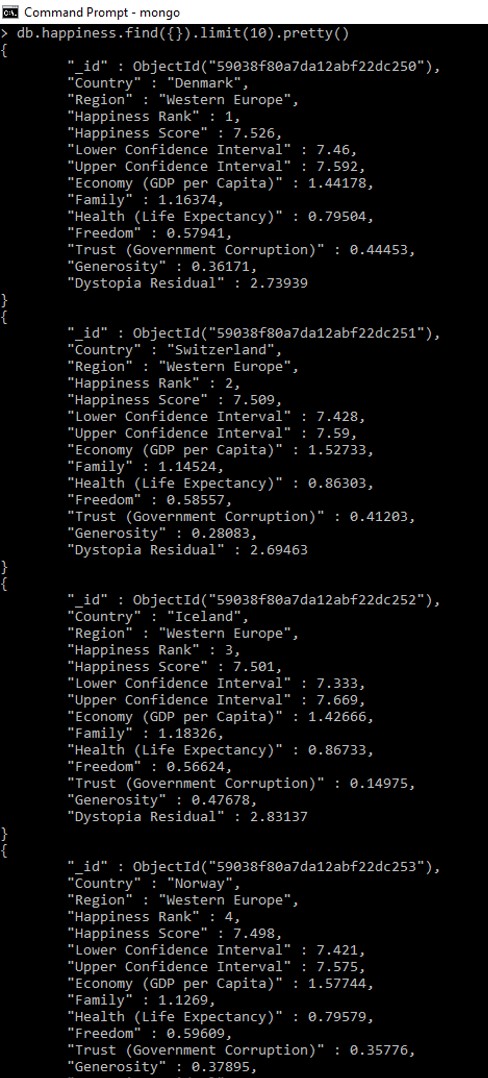 Command Prompt - mongo
> db.happiness.find({}).limit(10).pretty()
{
"_id" : ObjectId("59038f80a7da12abf22dc250"),
"Country" : "Denmark",
"Region" : "Western Europe",
"Happiness Rank" : 1,
"Happiness Score" : 7.526,
"Lower Confidence Interval" : 7.46,
"Upper Confidence Interval" : 7.592,
"Economy (GDP per Capita)" : 1.44178,
"Family" : 1.16374,
"Health (Life Expectancy)" : 0.79504,
"Freedom" : 0.57941,
"Trust (Government Corruption)" : 0.44453,
"Generosity" : 0.36171,
"Dystopia Residual" : 2.73939
}
{
"_id" : ObjectId("59038f80a7da12abf22dc251"),
"Country" : "Switzerland",
"Region" : "Western Europe",
"Happiness Rank" : 2,
"Happiness Score" : 7.509,
"Lower Confidence Interval" : 7.428,
"Upper Confidence Interval" : 7.59,
"Economy (GDP per Capita)" : 1.52733,
"Family" : 1.14524,
"Health (Life Expectancy)" : 0.86303,
"Freedom" : 0.58557,
"Trust (Government Corruption)" : 0.41203,
"Generosity" : 0.28083,
"Dystopia Residual" : 2.69463
}
{
"_id" : ObjectId("59038f80a7da12abf22dc252"),
"Country" : "Iceland",
"Region" : "Western Europe",
"Happiness Rank" : 3,
"Happiness Score" : 7.501,
"Lower Confidence Interval" : 7.333,
"Upper Confidence Interval" : 7.669,
"Economy (GDP per Capita)" : 1.42666,
"Family" : 1.18326,
"Health (Life Expectancy)" : 0.86733,
"Freedom" : 0.56624,
"Trust (Government Corruption)" : 0.14975,
"Generosity" : 0.47678,
"Dystopia Residual" : 2.83137
}
{
"_id" : ObjectId("59038f80a7da12abf22dc253"),
"Country" : "Norway",
"Region" : "Western Europe",
"Happiness Rank" : 4,
"Happiness Score" : 7.498,
"Lower Confidence Interval" : 7.421,
"Upper Confidence Interval" : 7.575,
"Economy (GDP per Capita)" : 1.57744,
"Family" : 1.1269,
"Health (Life Expectancy)" : 0.79579,
"Freedom" : 0.59609,
"Trust (Government Corruption)" : 0.35776,
"Generosity" : 0.37895,